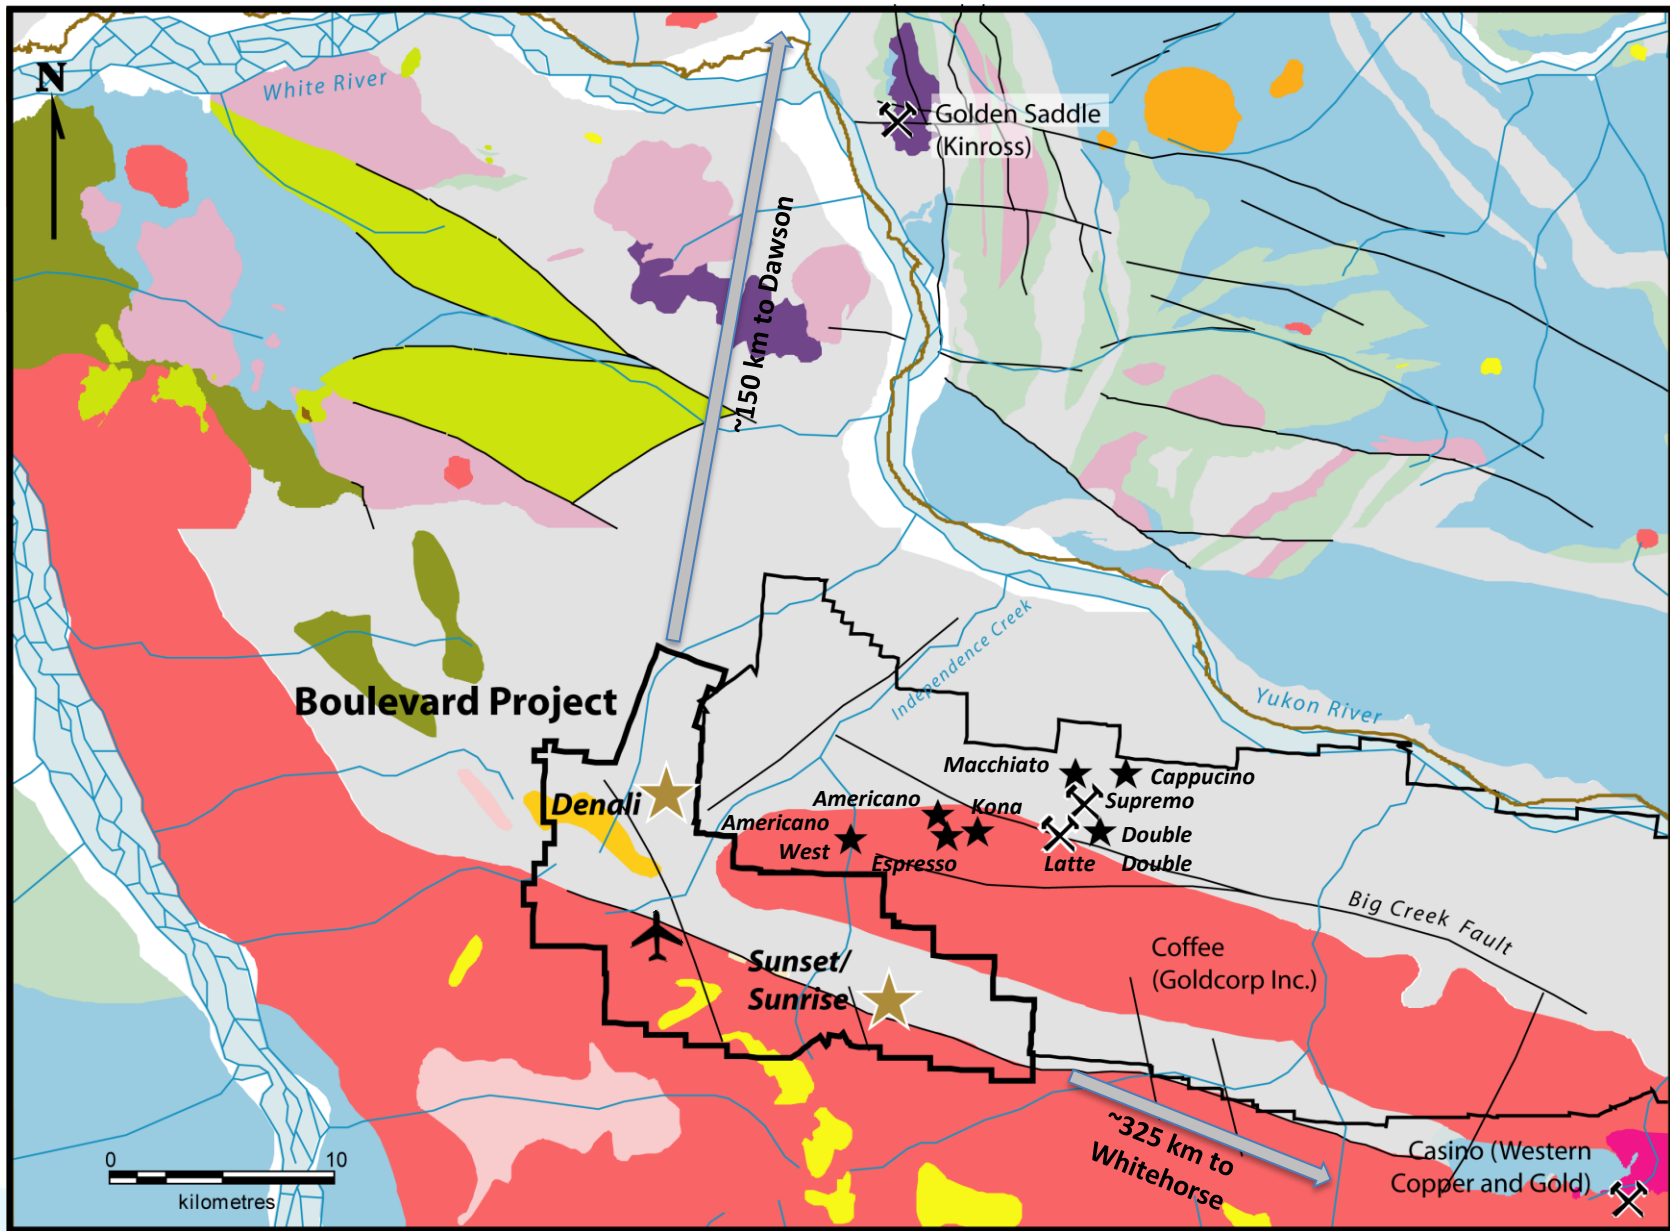 N
White River
Golden Saddle
(Kinross)
~150 km to Dawson
Independence Creek
Boulevard Project
Yukon River
Macchiato
Cappucino
Denali
Americano
Kona
Supremo
Americano
West
Espresso
Latte
Double
Double
Big Creek Fault
Sunset/
Sunrise
Coffee
(Goldcorp Inc.)
~325 km to
Whitehorse
Casino (Western
Copper and Gold)
0 10
kilometres